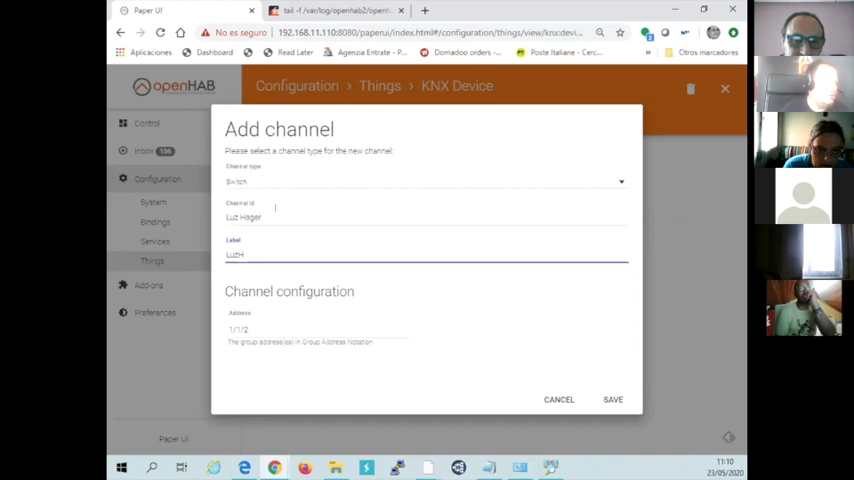 Paper UI
tail -f /var/log/openhab2/openh
No es seguro
192.168.11.110:8080/paperui/index.html#/configuration/things/view/knx:devi...
Aplicaciones
Dashboard
Read Later
Agenzia Entrate - P...
Domadoo orders -...
Poste Italiane - Cerc...
Otros marcadores
openHAB
Configuration > Things > KNX Device
Control
Inbox 106
Configuration
System
Bindings
Services
Things
Add-ons
Preferences
Paper UI
Add channel
Please select a channel type for the new channel:
Channel type
Switch
Channel id
Luz Hager
Label
LuzH
Channel configuration
Address
1/1/2
The group address(es) in Group Address Notation
CANCEL
SAVE
11:10
23/05/2020